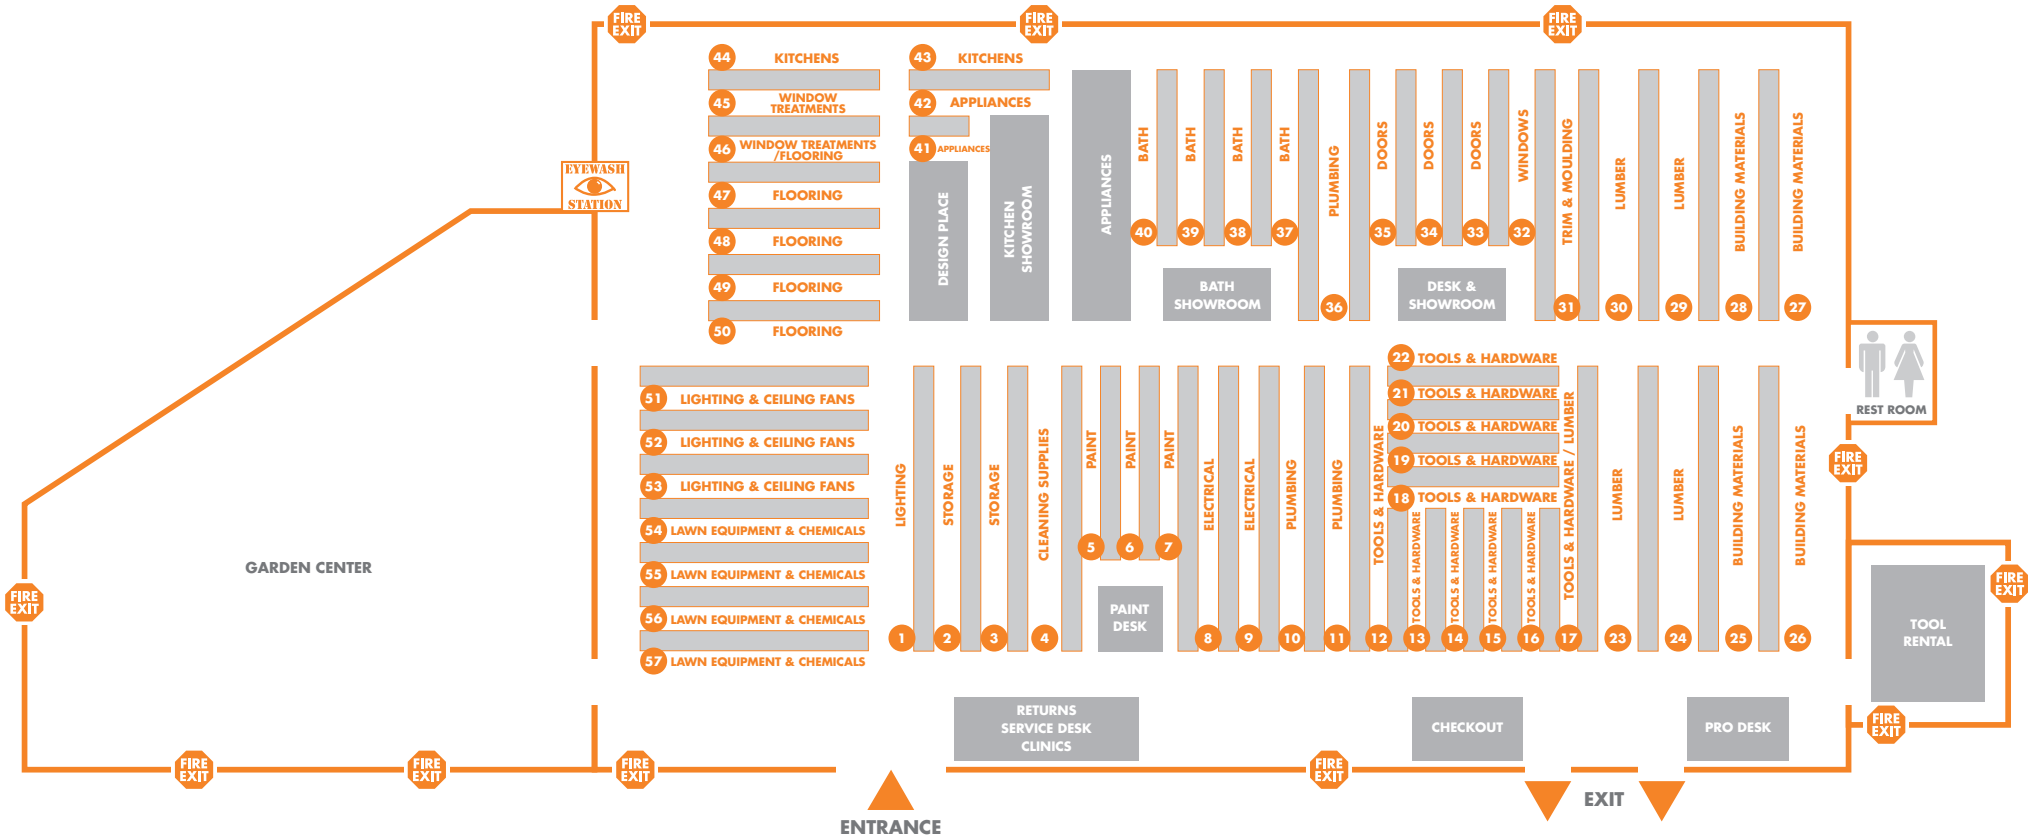 FIRE
EXIT
FIRE
EXIT
FIRE
EXIT
44 KITCHENS
45 WINDOW
TREATMENTS
46 WINDOW TREATMENTS
/FLOORING
47 FLOORING
48 FLOORING
49 FLOORING
50 FLOORING
43 KITCHENS
42 APPLIANCES
41 APPLIANCES
DESIGN PLACE
KITCHEN
SHOWROOM
APPLIANCES
BATH 40
BATH 39
BATH 38
BATH 37
PLUMBING 36
DOORS 35
DOORS 34
DOORS 33
WINDOWS 32
TRIM & MOULDING 31
LUMBER 30
LUMBER 29
BUILDING MATERIALS 28
BUILDING MATERIALS 27
BATH
SHOWROOM
DESK &
SHOWROOM
EYEWASH
STATION
REST ROOM
FIRE
EXIT
51 LIGHTING & CEILING FANS
52 LIGHTING & CEILING FANS
53 LIGHTING & CEILING FANS
54 LAWN EQUIPMENT & CHEMICALS
55 LAWN EQUIPMENT & CHEMICALS
56 LAWN EQUIPMENT & CHEMICALS
57 LAWN EQUIPMENT & CHEMICALS
LIGHTING 1
STORAGE 2
STORAGE 3
CLEANING SUPPLIES 4
PAINT 5
PAINT 6
PAINT 7
PAINT
DESK
ELECTRICAL 8
ELECTRICAL 9
PLUMBING 10
PLUMBING 11
TOOLS & HARDWARE 12
22 TOOLS & HARDWARE
21 TOOLS & HARDWARE
20 TOOLS & HARDWARE
19 TOOLS & HARDWARE
18 TOOLS & HARDWARE
TOOLS & HARDWARE 13
TOOLS & HARDWARE 14
TOOLS & HARDWARE 15
TOOLS & HARDWARE 16
TOOLS & HARDWARE / LUMBER 17
LUMBER 23
LUMBER 24
BUILDING MATERIALS 25
BUILDING MATERIALS 26
GARDEN CENTER
FIRE
EXIT
FIRE
EXIT
TOOL
RENTAL
FIRE
EXIT
RETURNS
SERVICE DESK
CLINICS
CHECKOUT
PRO DESK
FIRE
EXIT
FIRE
EXIT
FIRE
EXIT
FIRE
EXIT
ENTRANCE
EXIT